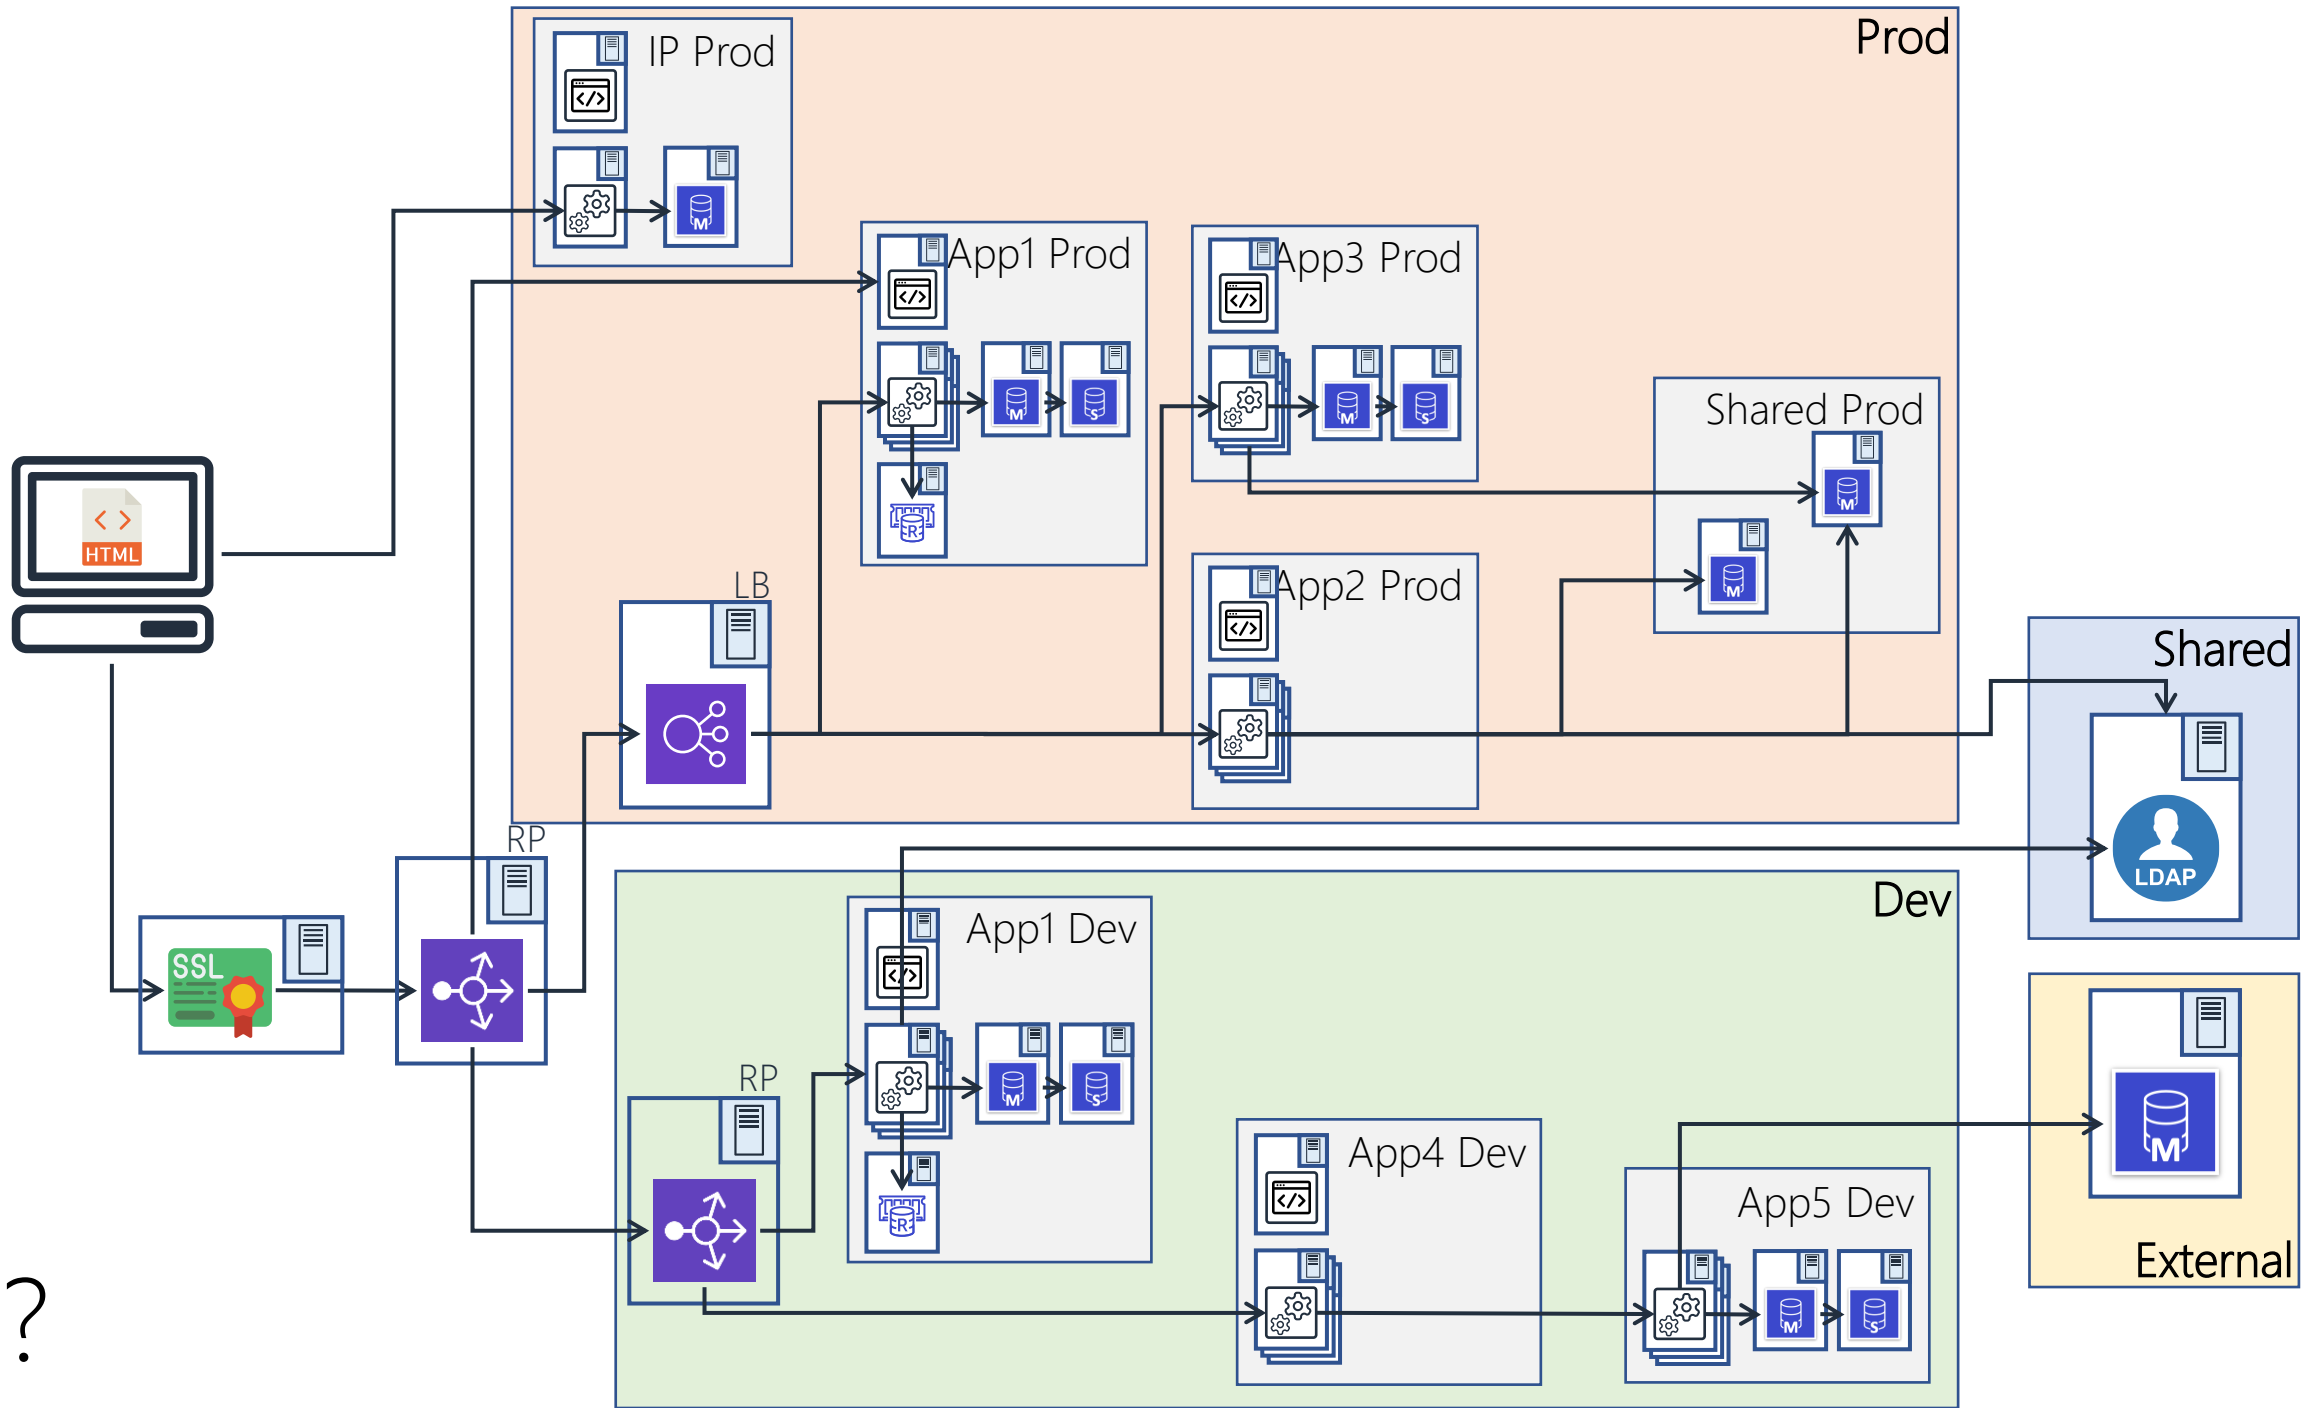 Prod
IP Prod
</>
M
App1 Prod
</>
M
S
R
App3 Prod
</>
M
S
Shared Prod
M
M
HTML
LB
App2 Prod
</>
Shared
LDAP
RP
SSL
Dev
App1 Dev
</>
M
S
R
RP
App4 Dev
</>
App5 Dev
M
S
M
External
?